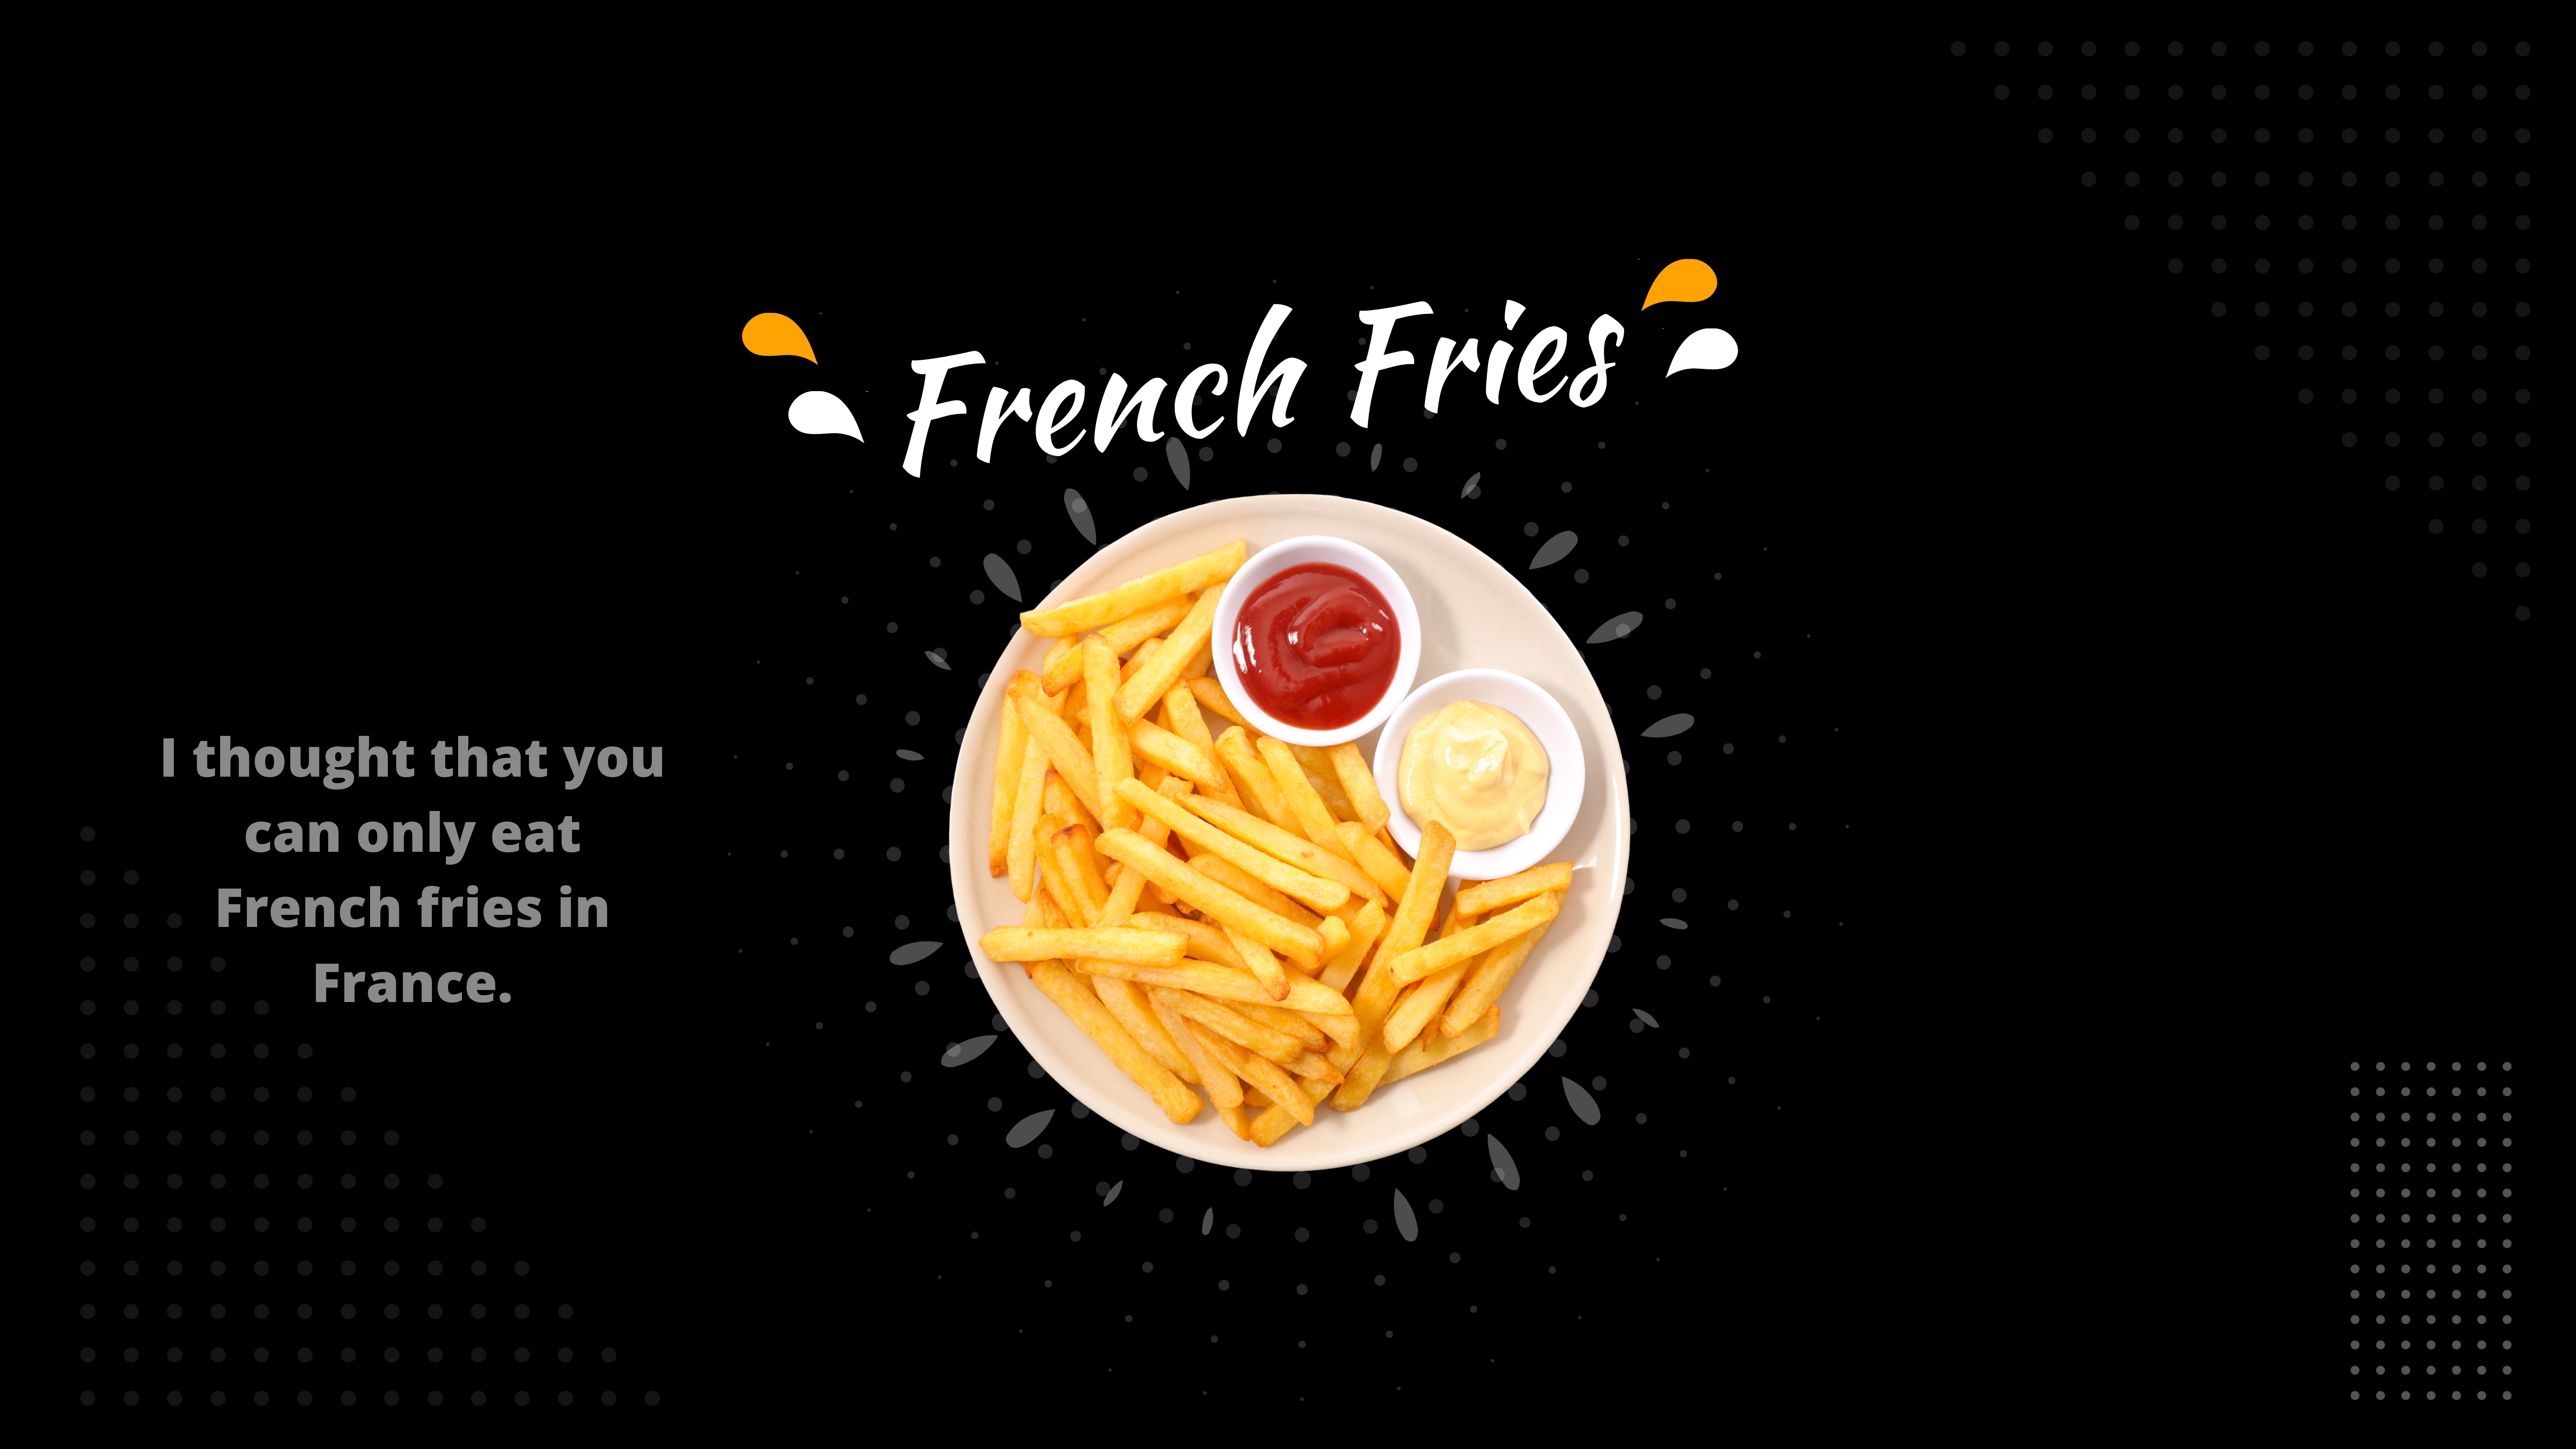 French Fries
I thought that you
can only eat
French fries in
France.